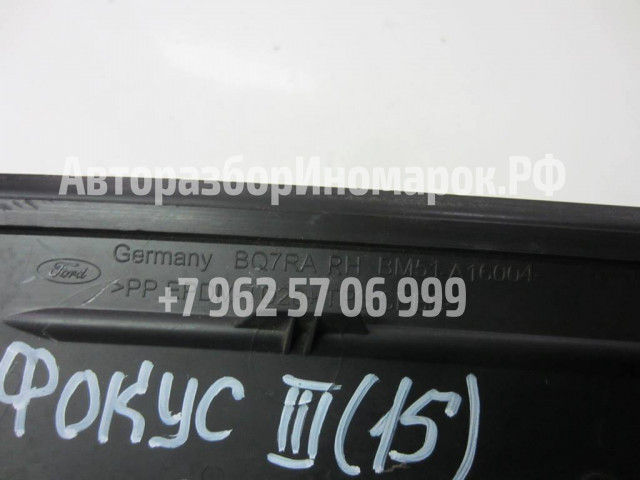 АвторазборИномарок.РФ
Ford Germany BQ7RA RH BM51 A16004
>PP
+7 962 57 06 999
ФОКУС III (15)